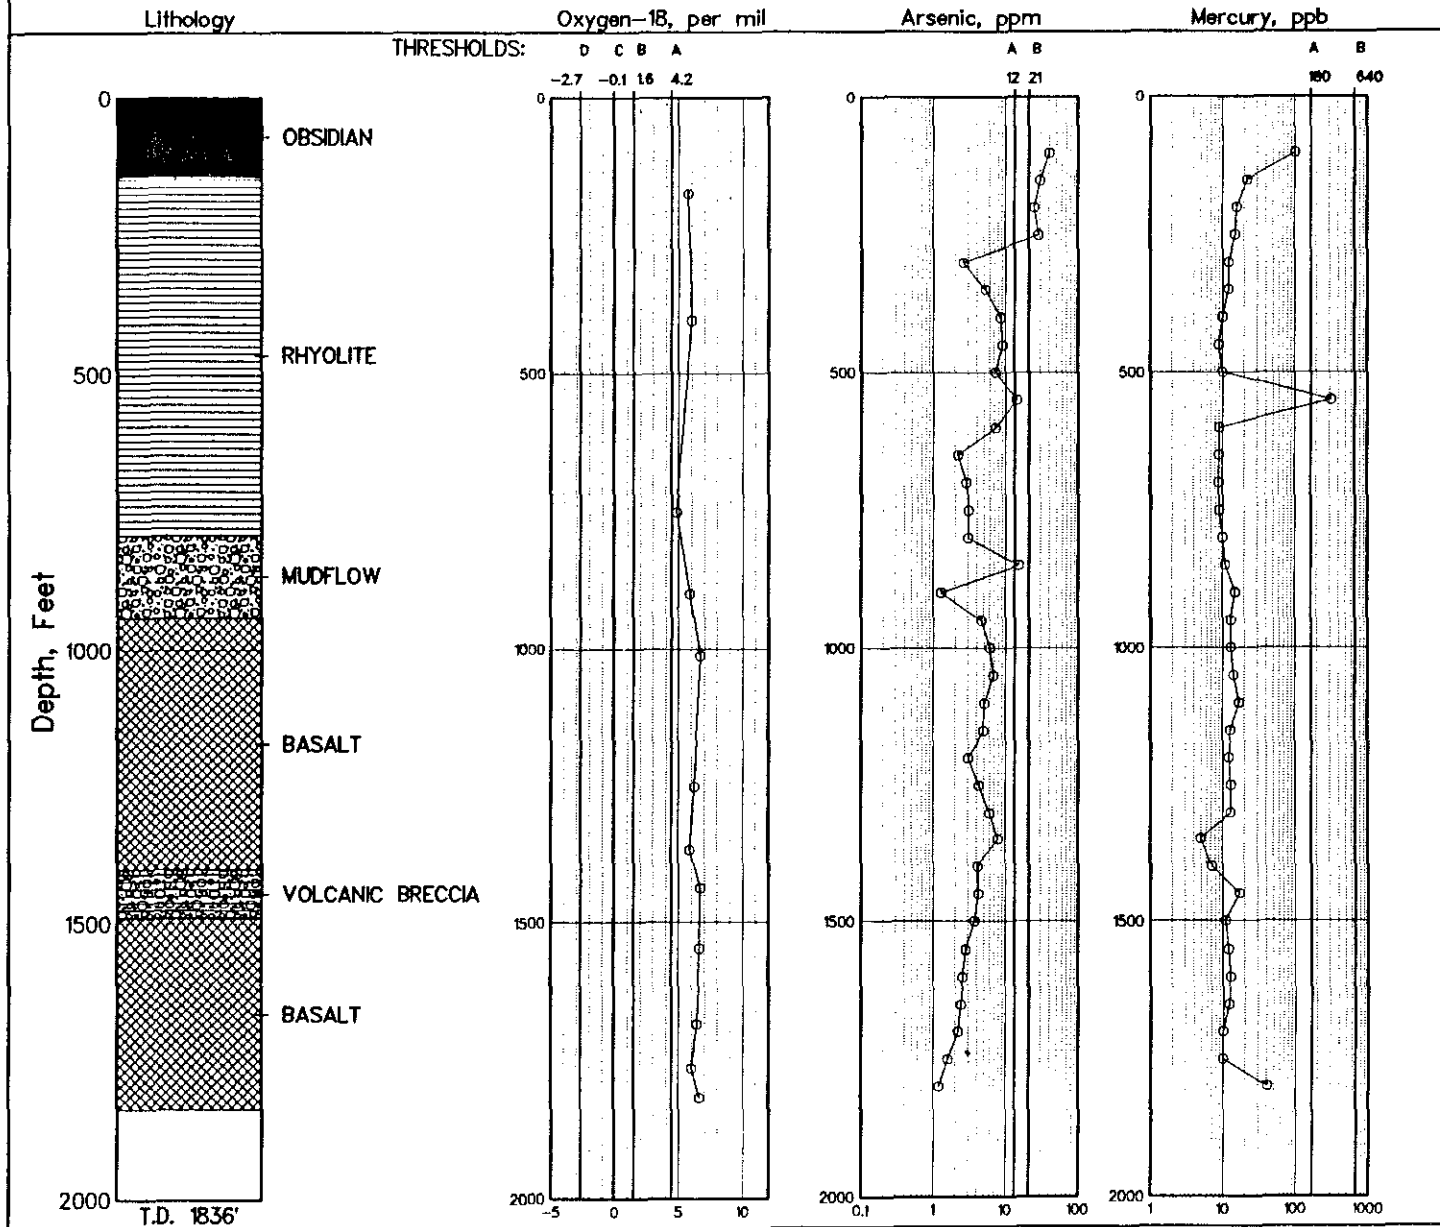 Lithology
Oxygen-18, per mil
Arsenic, ppm
Mercury, ppb
THRESHOLDS:
D C B A
A B
A B
-2.7 -0.1 1.6 4.2
12 21
160 640
0
500
1000
1500
2000
Depth, Feet
OBSIDIAN
RHYOLITE
MUDFLOW
BASALT
VOLCANIC BRECCIA
BASALT
T.D. 1836'
0
500
1000
1500
2000
-5 0 5 10
0
500
1000
1500
2000
0.1 1 10 100
0
500
1000
1500
2000
1 10 100 1000